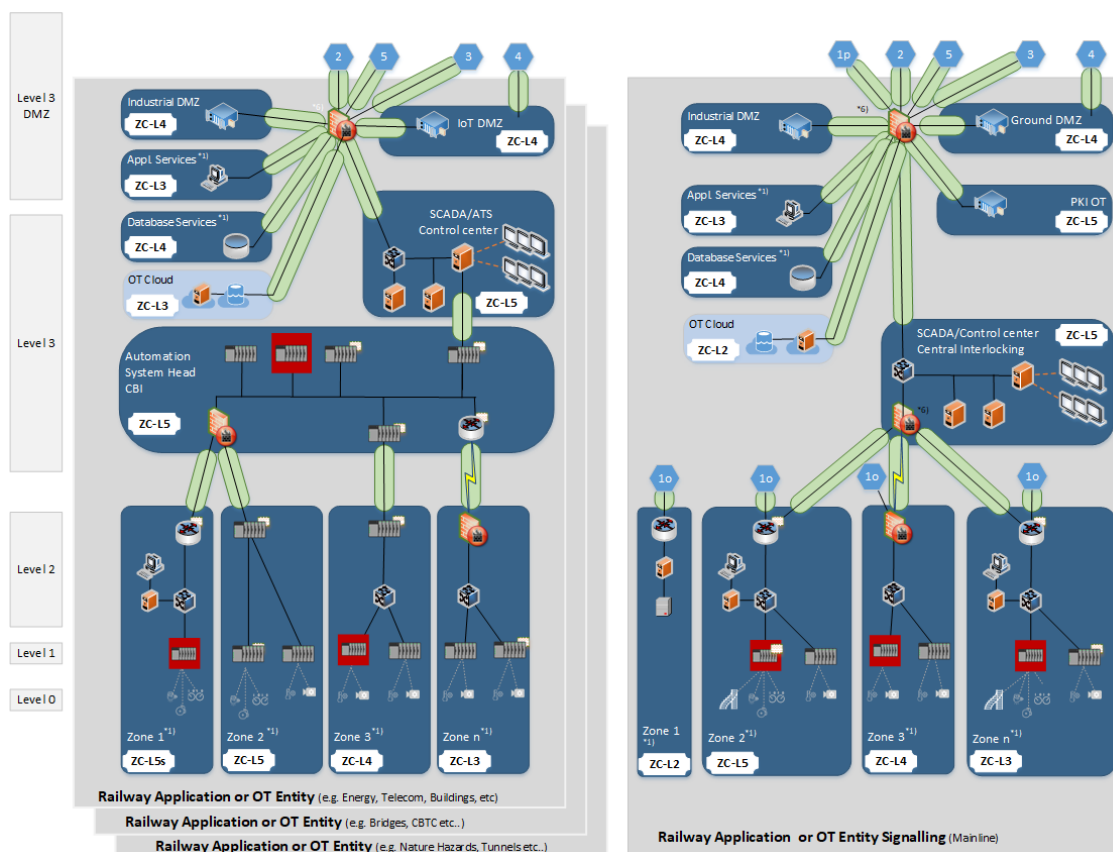 Level 3
DMZ
Level 3
Level 2
Level 1
Level 0
2
5
3
4
Industrial DMZ
ZC-L4
*6)
IoT DMZ
ZC-L4
Appl. Services *1)
ZC-L3
Database Services *1)
ZC-L4
OT Cloud
ZC-L3
SCADA/ATS
Control center
ZC-L5
Automation
System Head
CBI
ZC-L5
Zone 1 *1)
ZC-L5s
Zone 2 *1)
ZC-L5
Zone 3 *1)
ZC-L4
Zone n *1)
ZC-L3
Railway Application or OT Entity (e.g. Energy, Telecom, Buildings, etc)
Railway Application or OT Entity (e.g. Bridges, CBTC etc..)
Railway Application or OT Entity (e.g. Nature Hazards, Tunnels etc..)
1p
2
5
3
4
Industrial DMZ
ZC-L4
*6)
Ground DMZ
ZC-L4
Appl. Services *1)
ZC-L3
PKI OT
ZC-L5
Database Services *1)
ZC-L4
OT Cloud
ZC-L2
SCADA/Control center
Central Interlocking
ZC-L5
*6)
1o
1o
1o
1o
Zone 1
*1)
ZC-L2
Zone 2 *1)
ZC-L5
Zone 3 *1)
ZC-L4
Zone n *1)
ZC-L3
Railway Application or OT Entity Signalling (Mainline)